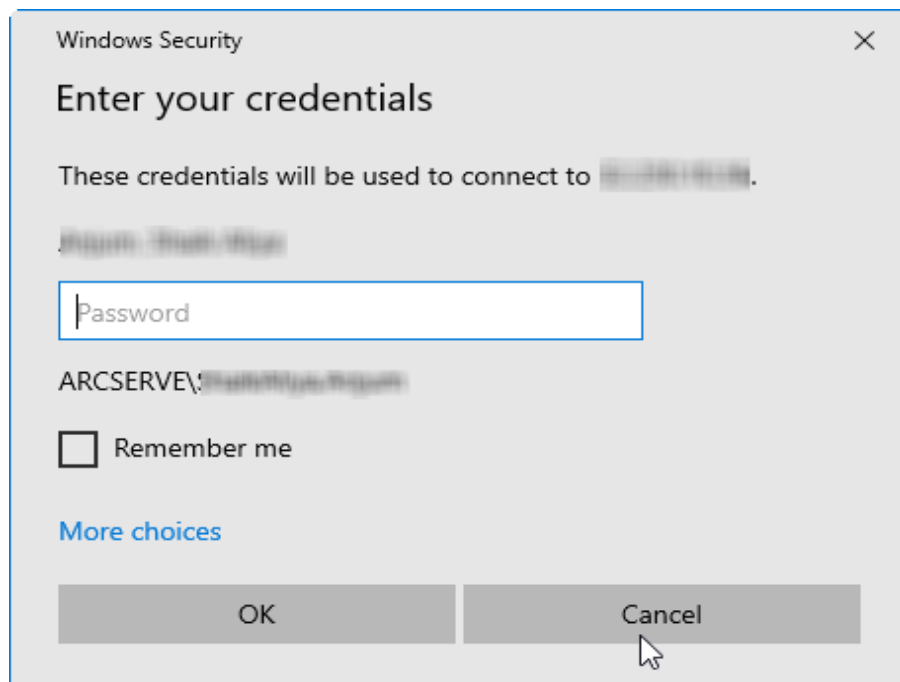 Windows Security
Enter your credentials
These credentials will be used to connect to
Password
ARCSERVE\
Remember me
More choices
OK Cancel